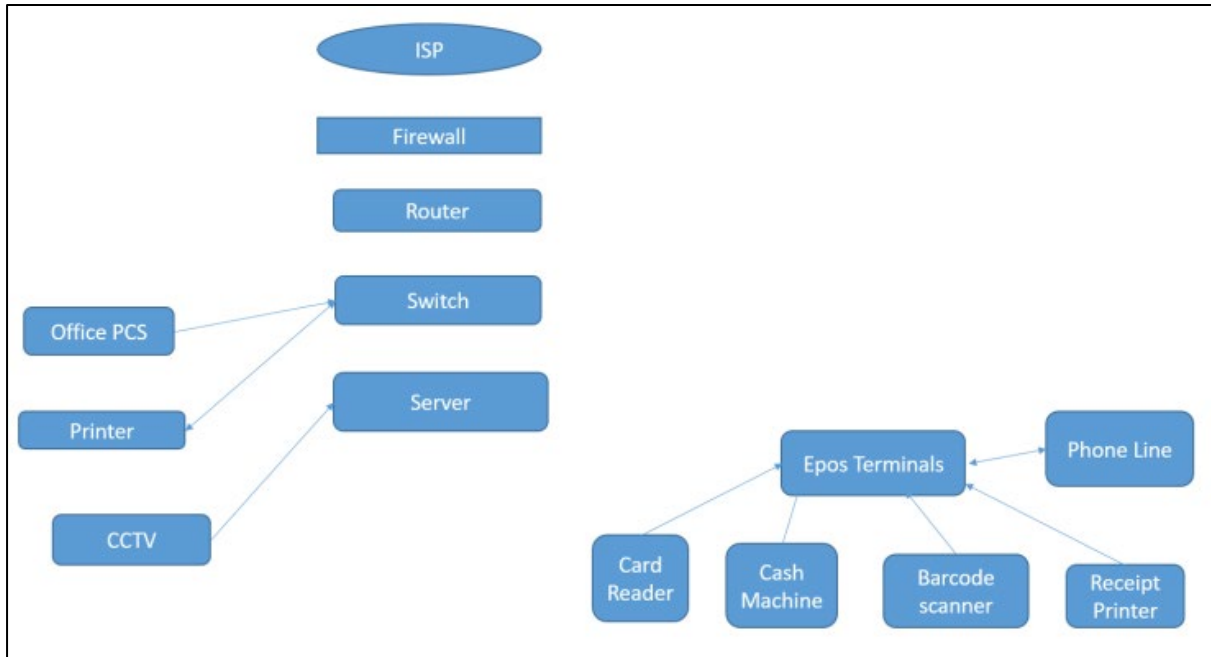 ISP
Firewall
Router
Switch
Office PCS
Server
Printer
Phone Line
Epos Terminals
CCTV
Card
Reader
Cash
Machine
Barcode
scanner
Receipt
Printer